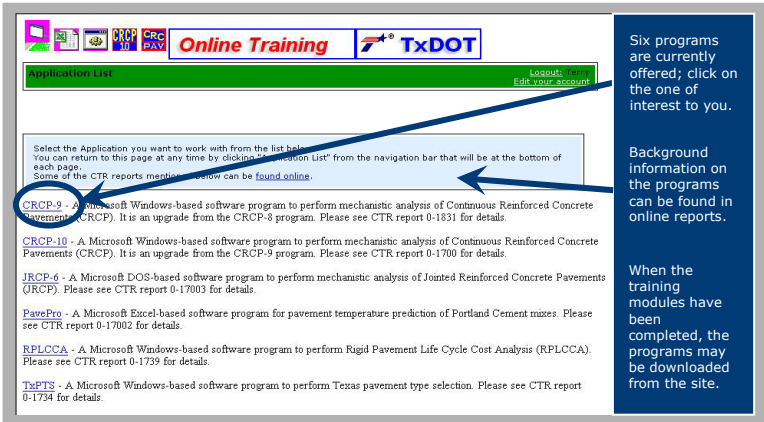 CRCP
10
CRC
PAV
Online Training
TxDOT
Application List
Logout: Terry
Edit your account
Select the Application you want to work with from the list below.
You can return to this page at any time by clicking "Application List" from the navigation bar that will be at the bottom of
each page.
Some of the CTR reports mentioned below can be found online.
CRCP-9 - A Microsoft Windows-based software program to perform mechanistic analysis of Continuous Reinforced Concrete
Pavements (CRCP). It is an upgrade from the CRCP-8 program. Please see CTR report 0-1831 for details.
CRCP-10 - A Microsoft Windows-based software program to perform mechanistic analysis of Continuous Reinforced Concrete
Pavements (CRCP). It is an upgrade from the CRCP-9 program. Please see CTR report 0-1700 for details.
JRCP-6 - A Microsoft DOS-based software program to perform mechanistic analysis of Jointed Reinforced Concrete Pavements
(JRCP). Please see CTR report 0-17003 for details.
PavePro - A Microsoft Excel-based software program for pavement temperature prediction of Portland Cement mixes. Please
see CTR report 0-17002 for details.
RPLCCA - A Microsoft Windows-based software program to perform Rigid Pavement Life Cycle Cost Analysis (RPLCCA).
Please see CTR report 0-1739 for details.
TxPTS - A Microsoft Windows-based software program to perform Texas pavement type selection. Please see CTR report
0-1734 for details.
Six programs
are currently
offered; click on
the one of
interest to you.
Background
information on
the programs
can be found in
online reports.
When the
training
modules have
been
completed, the
programs may
be downloaded
from the site.